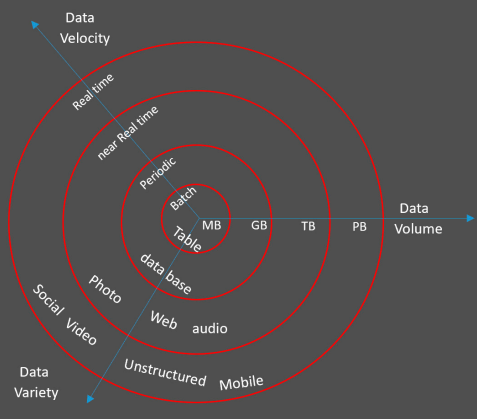 Data
Velocity
Real time
near Real time
Periodic
Batch
MB
GB
TB
PB
Data
Volume
Table
data base
Photo
Web audio
Social Video
Unstructured Mobile
Data
Variety